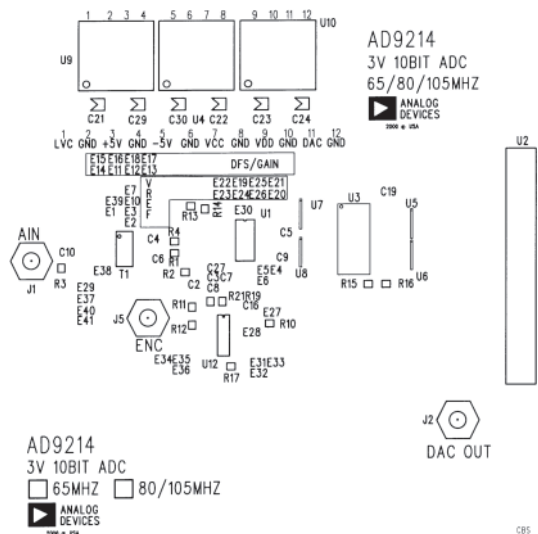 1 2 3 4 5 6 7 8 9 10 11 12
U9 U10
C21 C29 C30 U4 C22 C23 C24
AD9214
3V 10BIT ADC
65/80/105MHZ
ANALOG
DEVICES
2000 © USA
1 2 3 4 5 6 7 8 9 10 11 12
LVC GND +5V GND -5V GND VCC GND VDD GND DAC GND
E15 E16 E18 E17
E14 E11 E12 E13
DFS/GAIN
U2
E7
VREF
E22 E19 E25 E21
E23 E24 E26 E20
E39 E10
E1 E3
E2
R13 R14
E30 U1
U7
U3
C19
U5
AIN
C10
J1
R3
E38
T1
C4
R4
C6
R1
R2
C2
C27
C3 C7
C8
C5
C9
U8
E5 E4
E6
U6
R15 R16
E29
E37
E40
E41
J5
ENC
R11
R12
R21 R19
C16
E27
R10
E28
U12
E34 E35
E36
R17
E31 E33
E32
J2
DAC OUT
AD9214
3V 10BIT ADC
65MHZ 80/105MHZ
ANALOG
DEVICES
CBS